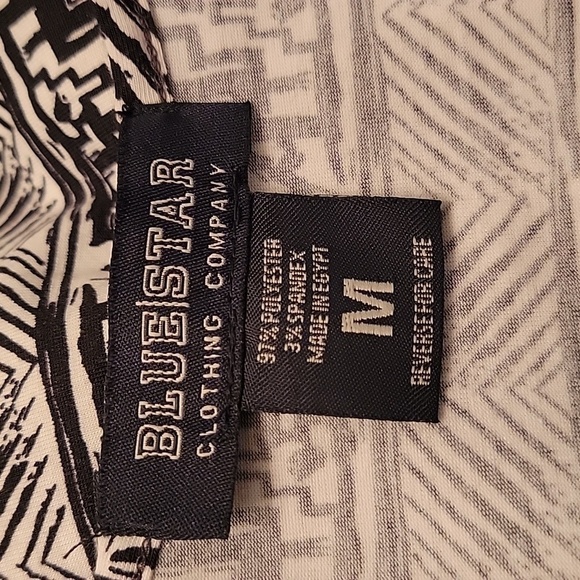 BLUESTAR
CLOTHING COMPANY
97% POLYESTER
3% SPANDEX
MADE IN EGYPT
M
REVERSE FOR CARE